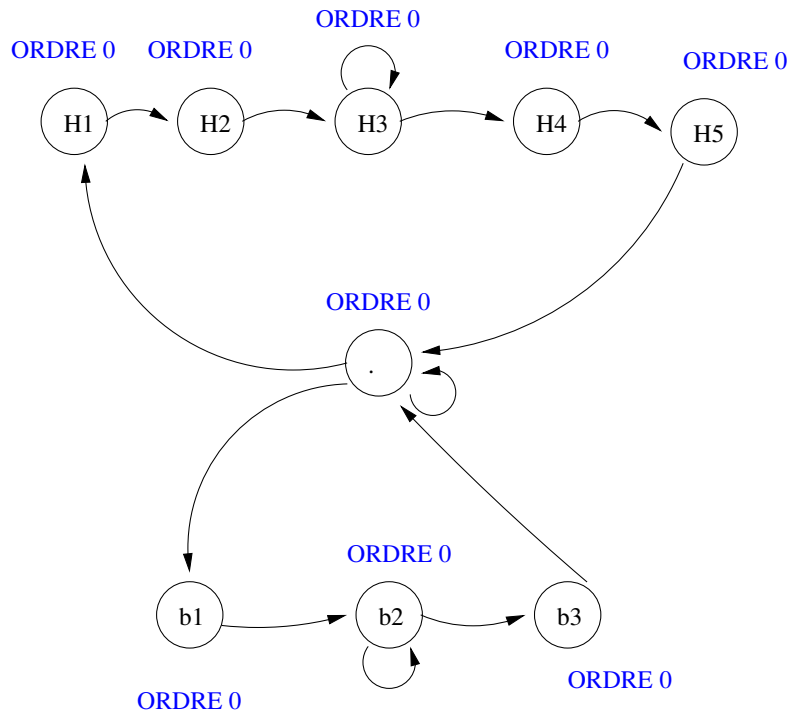 ORDRE 0
ORDRE 0
ORDRE 0
ORDRE 0
ORDRE 0
H1
H2
H3
H4
H5
ORDRE 0
.
ORDRE 0
b1
b2
b3
ORDRE 0
ORDRE 0